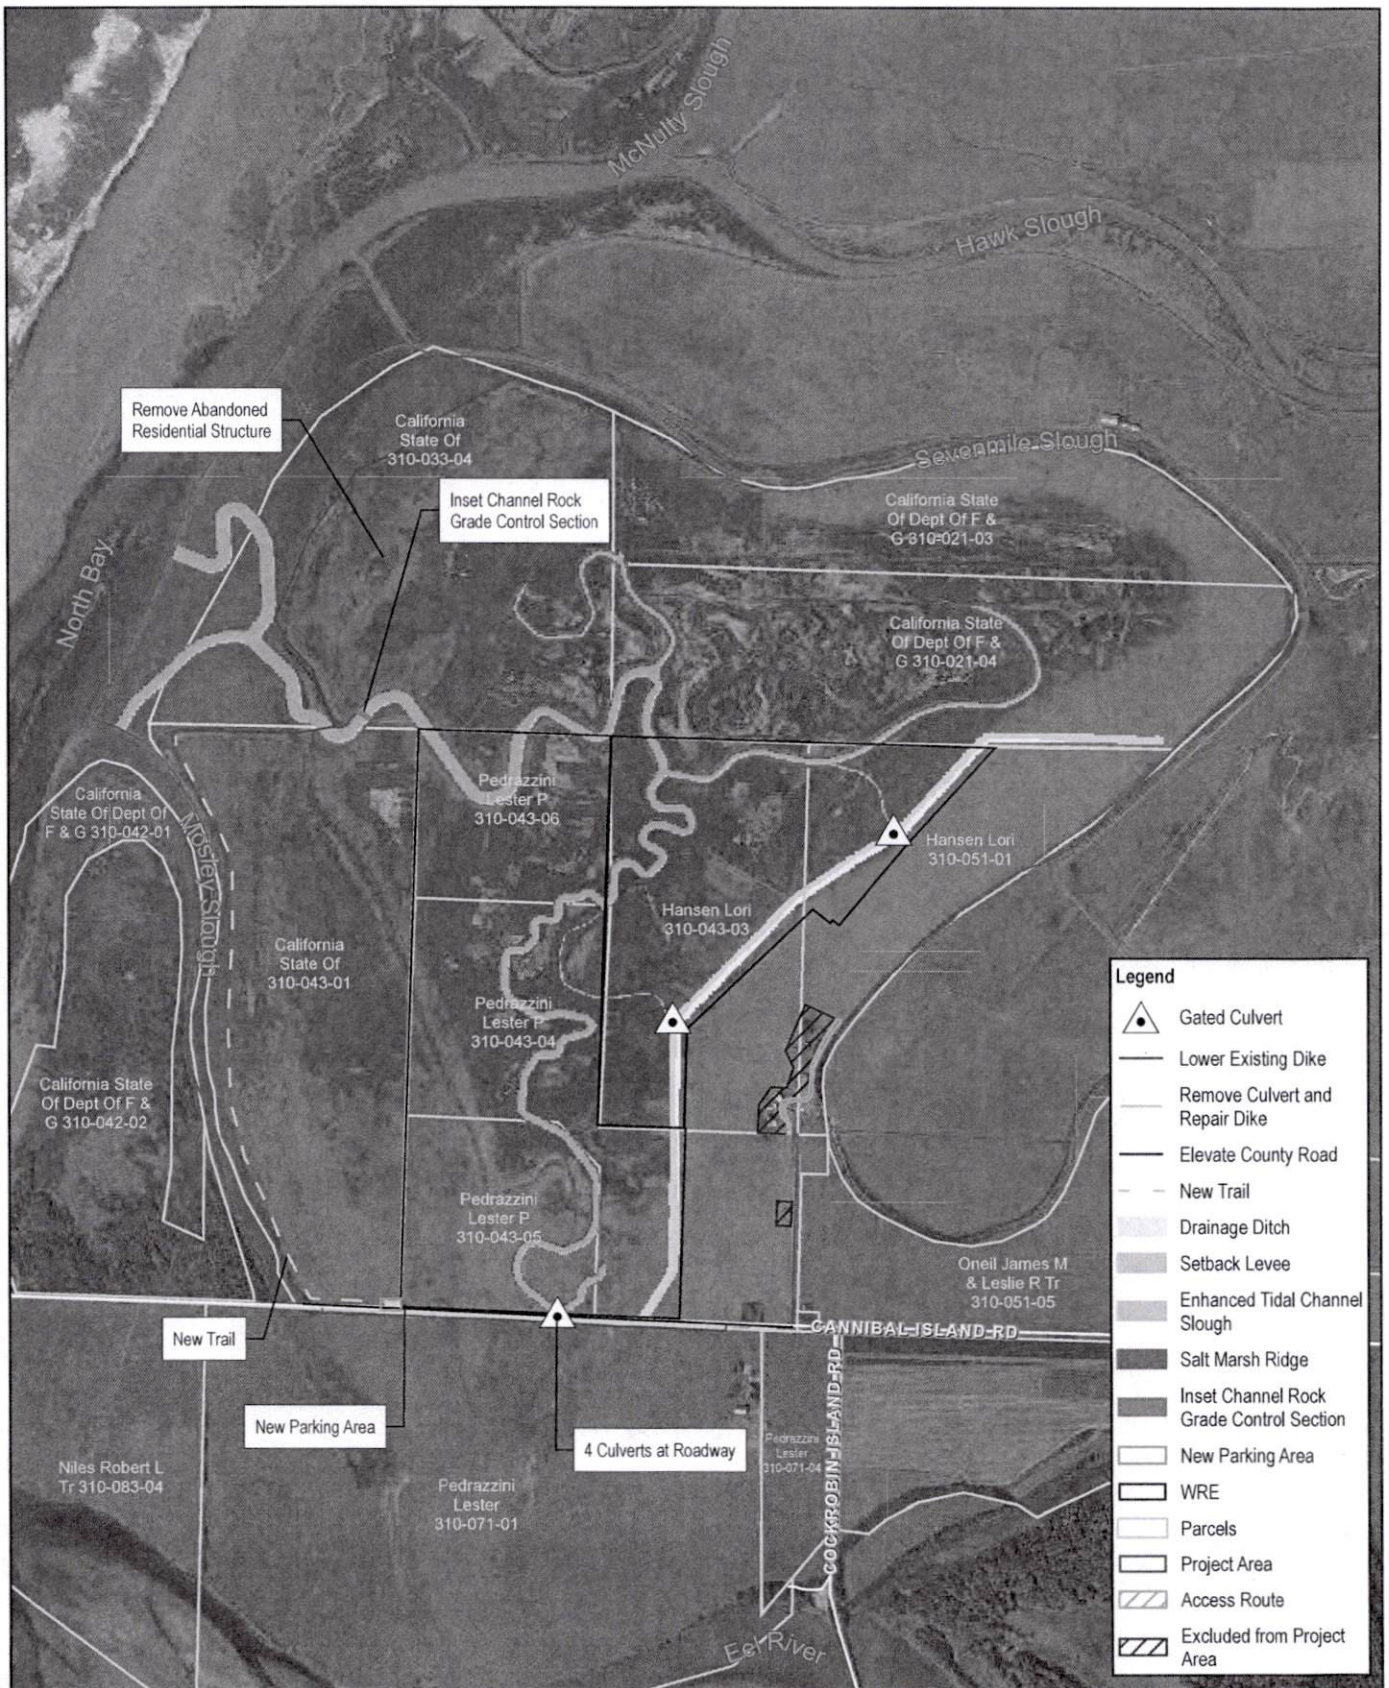 McNulty Slough
Hawk Slough
Remove Abandoned
Residential Structure
California
State Of
310-033-04
Sevenmile Slough
Inset Channel Rock
Grade Control Section
California State
Of Dept Of F &
G 310-021-03
North Bay
California State
Of Dept Of F &
G 310-021-04
Pedrazzini
Lester P
310-043-06
California
State Of Dept Of
F & G 310-042-01
Mosley Slough
Hansen Lori
310-051-01
Hansen Lori
310-043-03
California
State Of
310-043-01
Pedrazzini
Lester P
310-043-04
California State
Of Dept Of F &
G 310-042-02
Pedrazzini
Lester P
310-043-05
Oneil James M
& Leslie R Tr
310-051-05
CANNIBAL ISLAND RD
New Trail
New Parking Area
4 Culverts at Roadway
COCKROBIN ISLAND RD
Pedrazzini
Lester
310-071-04
Niles Robert L
Tr 310-083-04
Pedrazzini
Lester
310-071-01
Eel River
Legend
Gated Culvert
Lower Existing Dike
Remove Culvert and
Repair Dike
Elevate County Road
New Trail
Drainage Ditch
Setback Levee
Enhanced Tidal Channel
Slough
Salt Marsh Ridge
Inset Channel Rock
Grade Control Section
New Parking Area
WRE
Parcels
Project Area
Access Route
Excluded from Project
Area